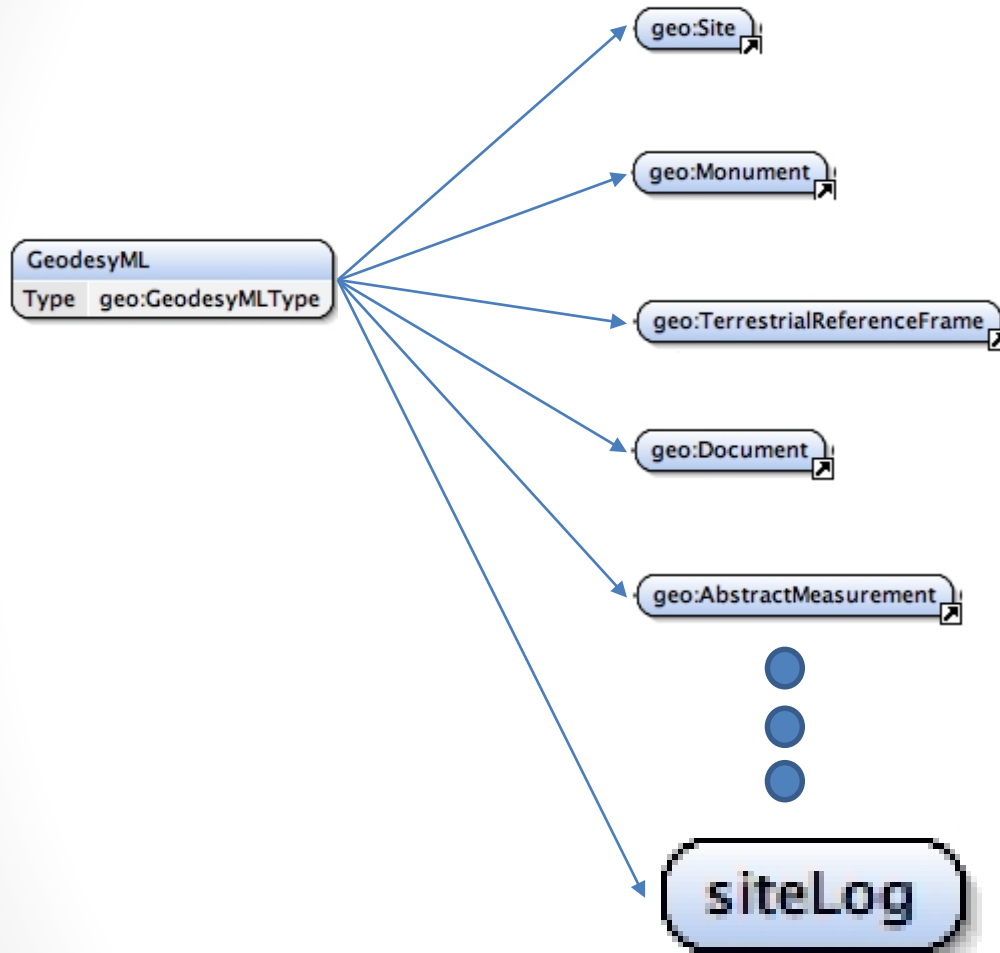 geo:Site
geo:Monument
GeodesyML
Type geo:GeodesyMLType
geo:TerrestrialReferenceFrame
geo:Document
geo:AbstractMeasurement
siteLog